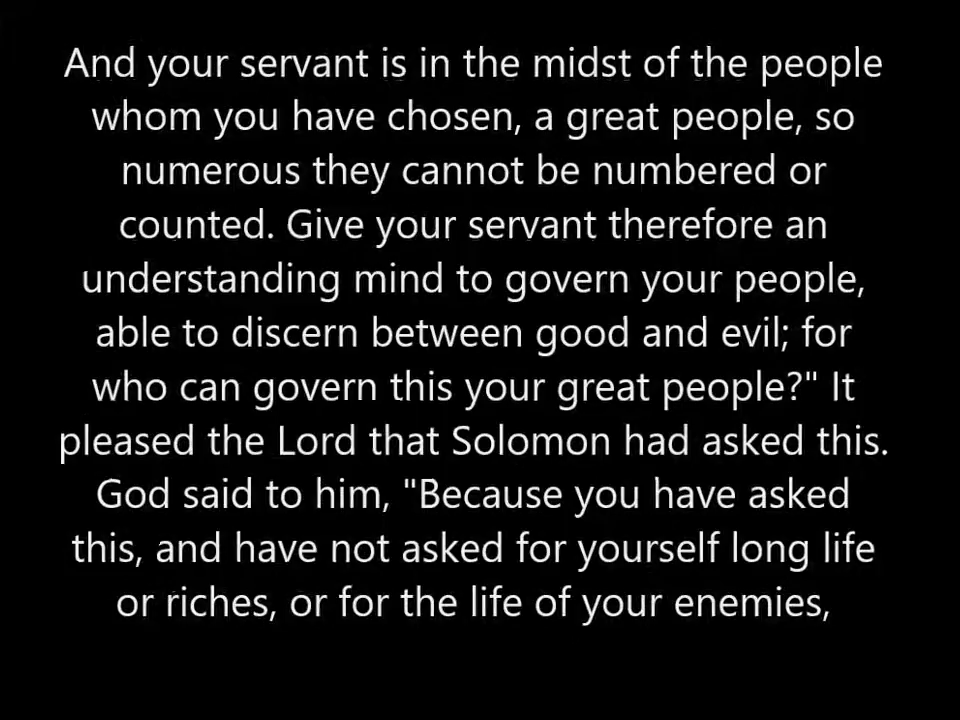 And your servant is in the midst of the people
whom you have chosen, a great people, so
numerous they cannot be numbered or
counted. Give your servant therefore an
understanding mind to govern your people,
able to discern between good and evil; for
who can govern this your great people?" It
pleased the Lord that Solomon had asked this.
God said to him, "Because you have asked
this, and have not asked for yourself long life
or riches, or for the life of your enemies,